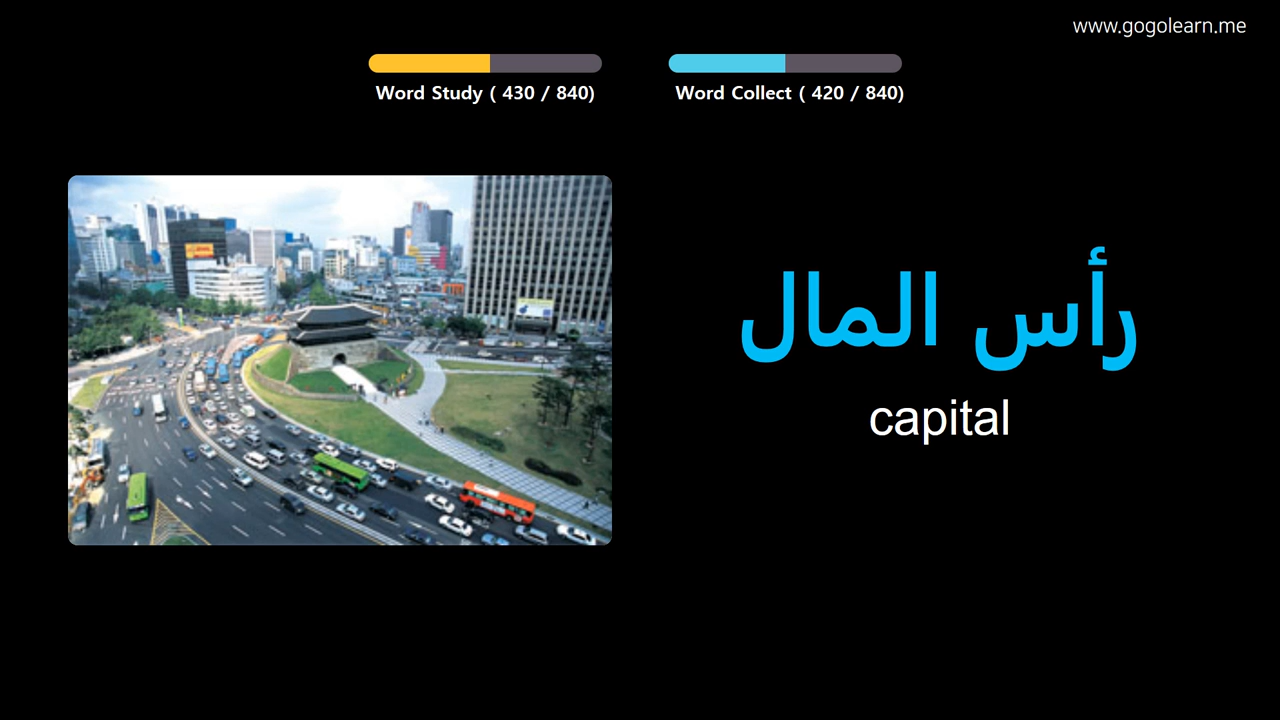 www.gogolearn.me
Word Study ( 430 / 840)
Word Collect ( 420 / 840)
رأس المال
capital